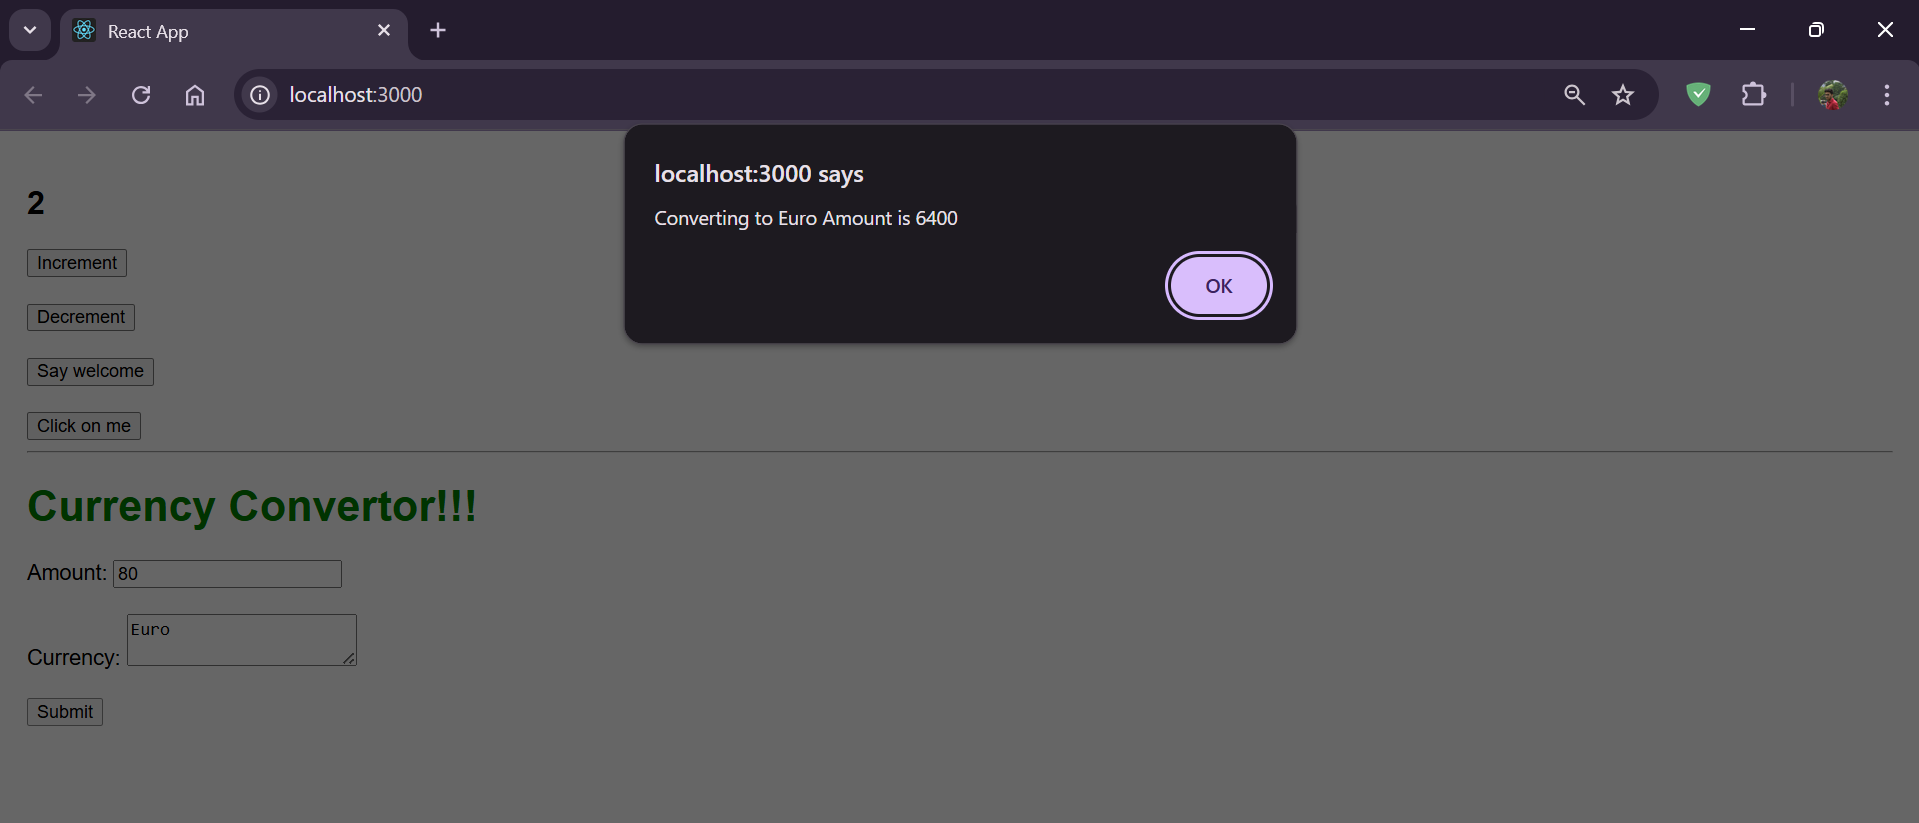 React App
localhost:3000
localhost:3000 says
Converting to Euro Amount is 6400
OK
2
Increment
Decrement
Say welcome
Click on me
Currency Convertor!!!
Amount: 80
Currency: Euro
Submit